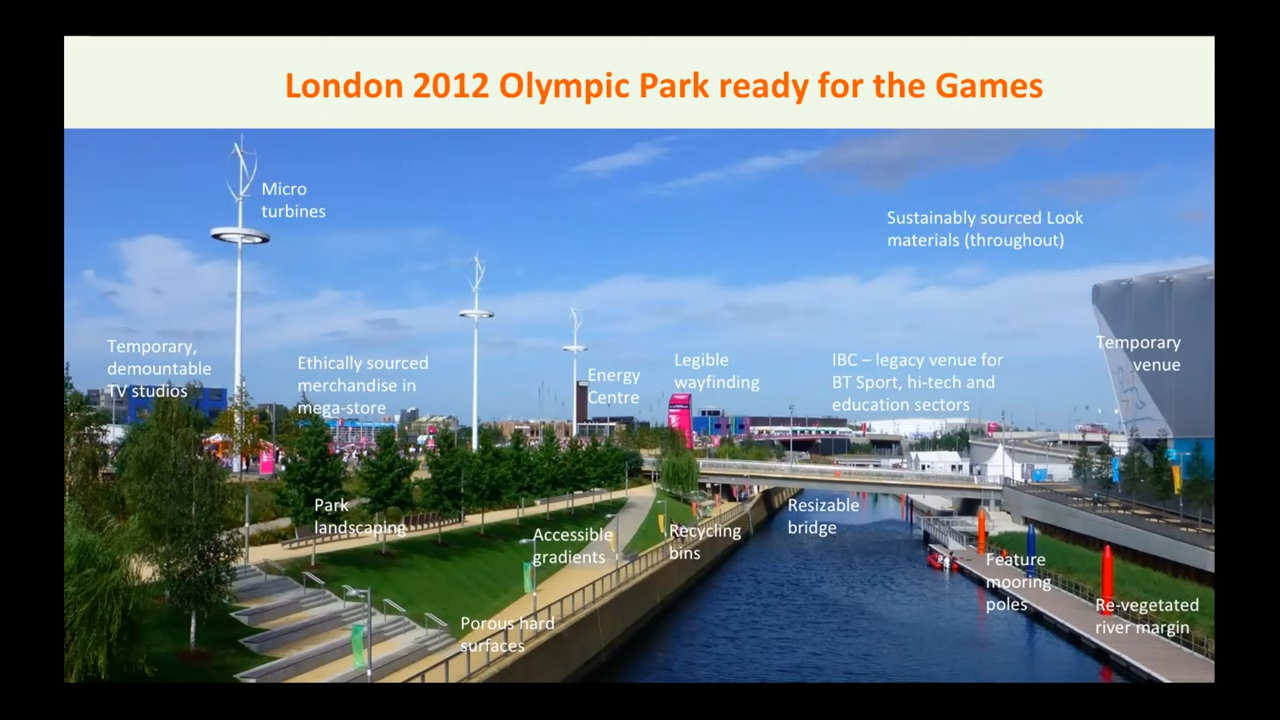 London 2012 Olympic Park ready for the Games
Micro
turbines
Sustainably sourced Look
materials (throughout)
Temporary,
demountable
TV studios
Ethically sourced
merchandise in
mega-store
Energy
Centre
Legible
wayfinding
IBC – legacy venue for
BT Sport, hi-tech and
education sectors
Temporary
venue
Park
landscaping
Accessible
gradients
Recycling
bins
Resizable
bridge
Feature
mooring
poles
Porous hard
surfaces
Re-vegetated
river margin